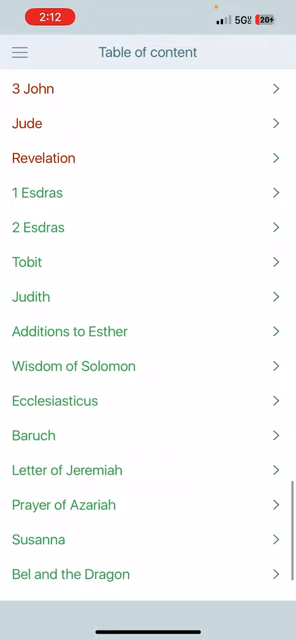 2:12
5G
20
Table of content
3 John
Jude
Revelation
1 Esdras
2 Esdras
Tobit
Judith
Additions to Esther
Wisdom of Solomon
Ecclesiasticus
Baruch
Letter of Jeremiah
Prayer of Azariah
Susanna
Bel and the Dragon